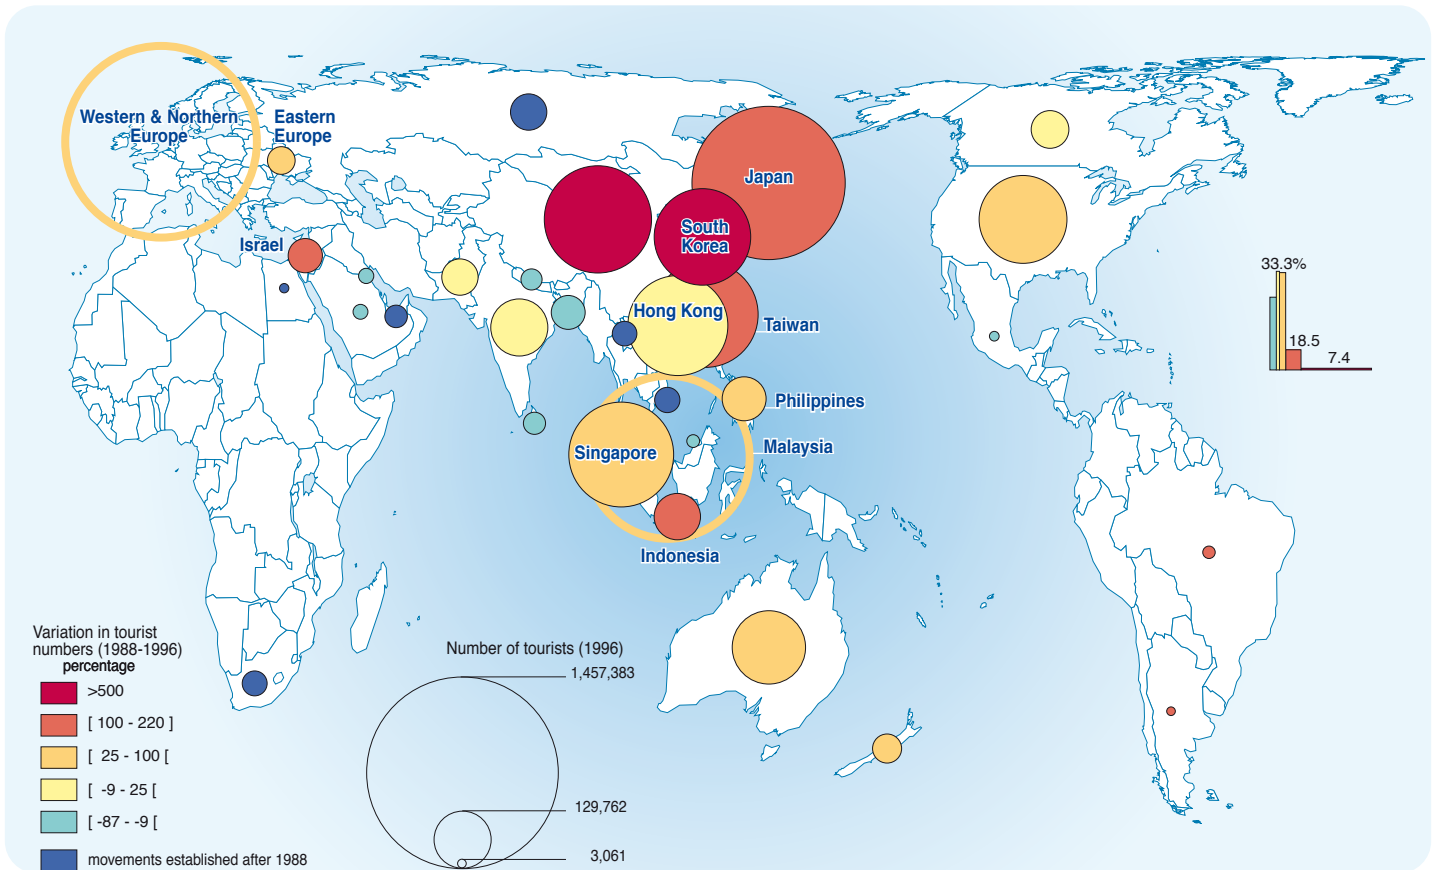 Western & Northern
Europe
Eastern
Europe
Japan
South
Korea
Israel
33.3%
Hong Kong
Taiwan
18.5
7.4
Philippines
Singapore
Malaysia
Indonesia
Variation in tourist
numbers (1988-1996)
percentage
>500
[ 100 - 220 ]
[ 25 - 100 [
[ -9 - 25 [
[ -87 - -9 [
movements established after 1988
Number of tourists (1996)
1,457,383
129,762
3,061